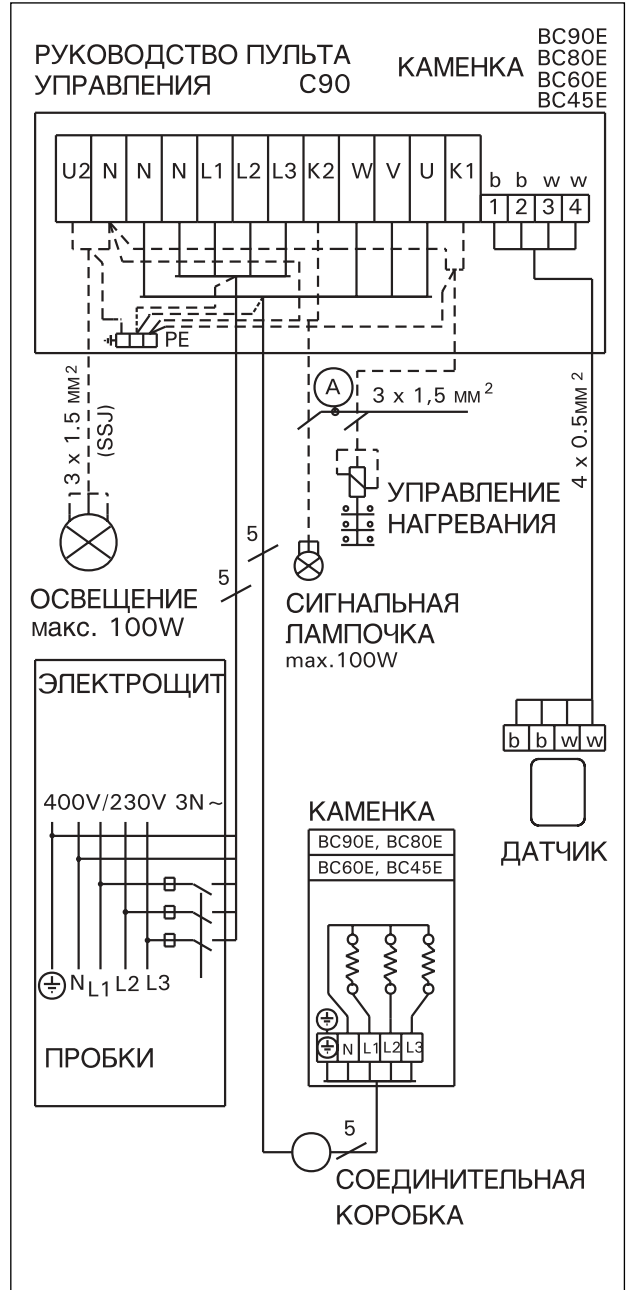 РУКОВОДСТВО ПУЛЬТА
УПРАВЛЕНИЯ C90
КАМЕНКА
BC90E
BC80E
BC60E
BC45E
U2 N N N L1 L2 L3 K2 W V U K1
b b w w
1 2 3 4
PE
3 x 1.5 мм²
(SSJ)
A
3 x 1,5 мм²
4 x 0.5мм²
УПРАВЛЕНИЕ
НАГРЕВАНИЯ
5
5
ОСВЕЩЕНИЕ
макс. 100W
СИГНАЛЬНАЯ
ЛАМПОЧКА
max.100W
ЭЛЕКТРОЩИТ
400V/230V 3N~
N L1 L2 L3
ПРОБКИ
b b w w
ДАТЧИК
КАМЕНКА
BC90E, BC80E
BC60E, BC45E
N L1 L2 L3
5
СОЕДИНИТЕЛЬНАЯ
КОРОБКА